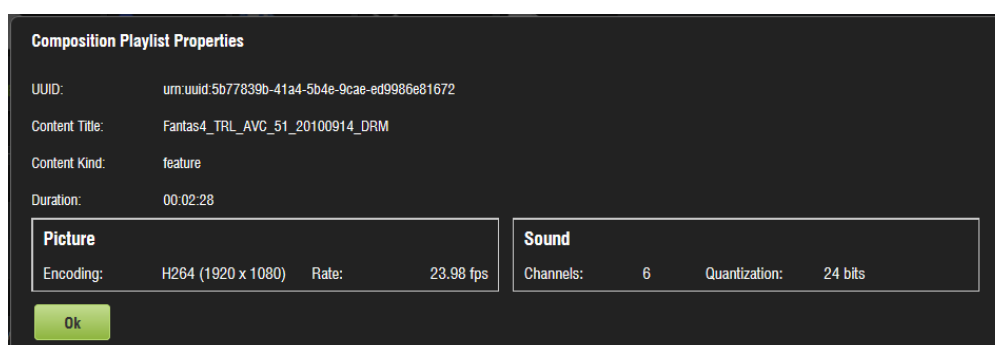 Composition Playlist Properties
UUID: urn:uuid:5b77839b-41a4-5b4e-9cae-ed9986e81672
Content Title: Fantas4_TRL_AVC_51_20100914_DRM
Content Kind: feature
Duration: 00:02:28
Picture
Encoding: H264 (1920 x 1080) Rate: 23.98 fps
Sound
Channels: 6 Quantization: 24 bits
Ok